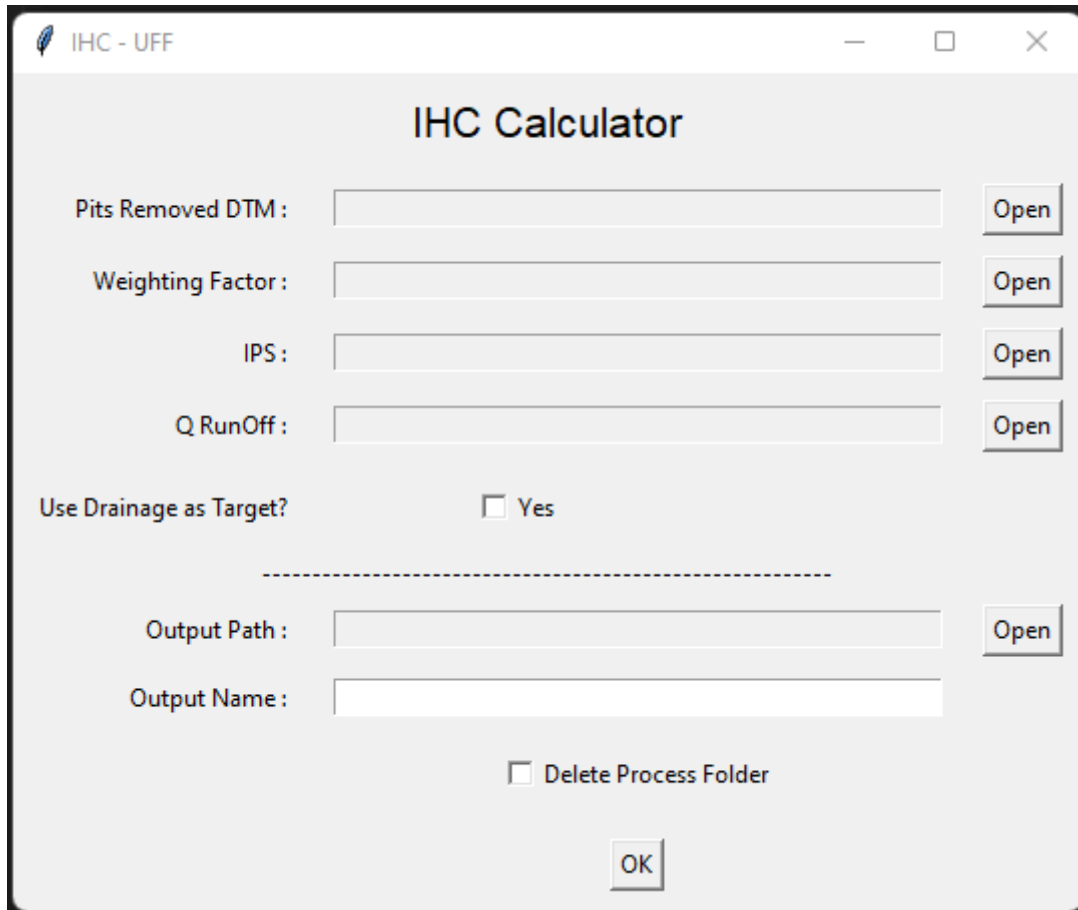 IHC - UFF
IHC Calculator
Pits Removed DTM : Open
Weighting Factor : Open
IPS : Open
Q RunOff : Open
Use Drainage as Target? Yes
---------------------------------------------------------
Output Path : Open
Output Name :
Delete Process Folder
OK